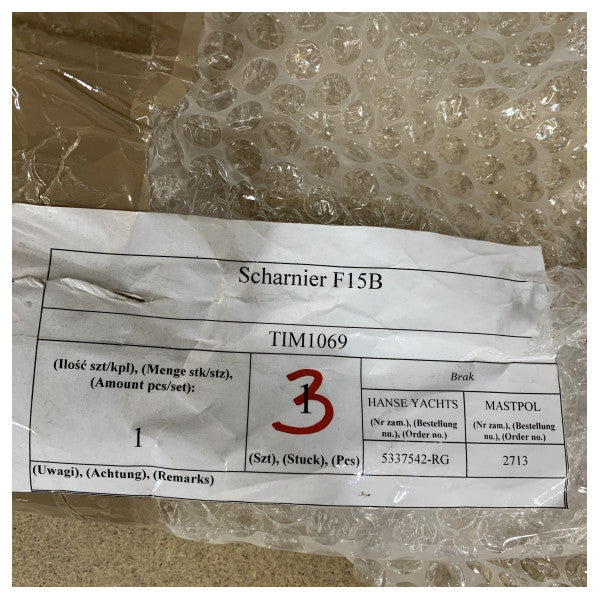 Scharnier F15B
TIM1069
(Ilość szt/kpl), (Menge stk/stz),
(Amount pcs/set):
1
1
3
(Szt), (Stuck), (Pcs)
Brak
HANSE YACHTS
(Nr zam.), (Bestellung
nu.), (Order no.)
5337542-RG
MASTPOL
(Nr zam.), (Bestellung
nu.), (Order no.)
2713
(Uwagi), (Achtung), (Remarks)